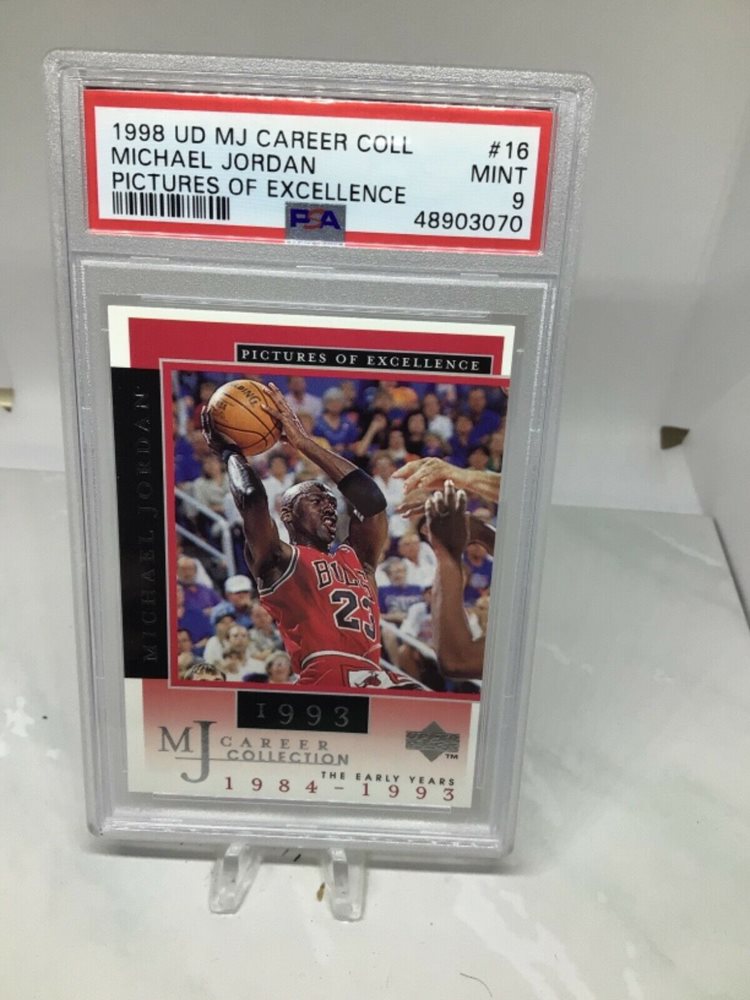 1998 UD MJ CAREER COLL #16
MICHAEL JORDAN MINT
PICTURES OF EXCELLENCE 9
PSA 48903070
PICTURES OF EXCELLENCE
MICHAEL JORDAN
BULLS
23
1993
MJ CAREER
COLLECTION
THE EARLY YEARS
1984 - 1993
TM